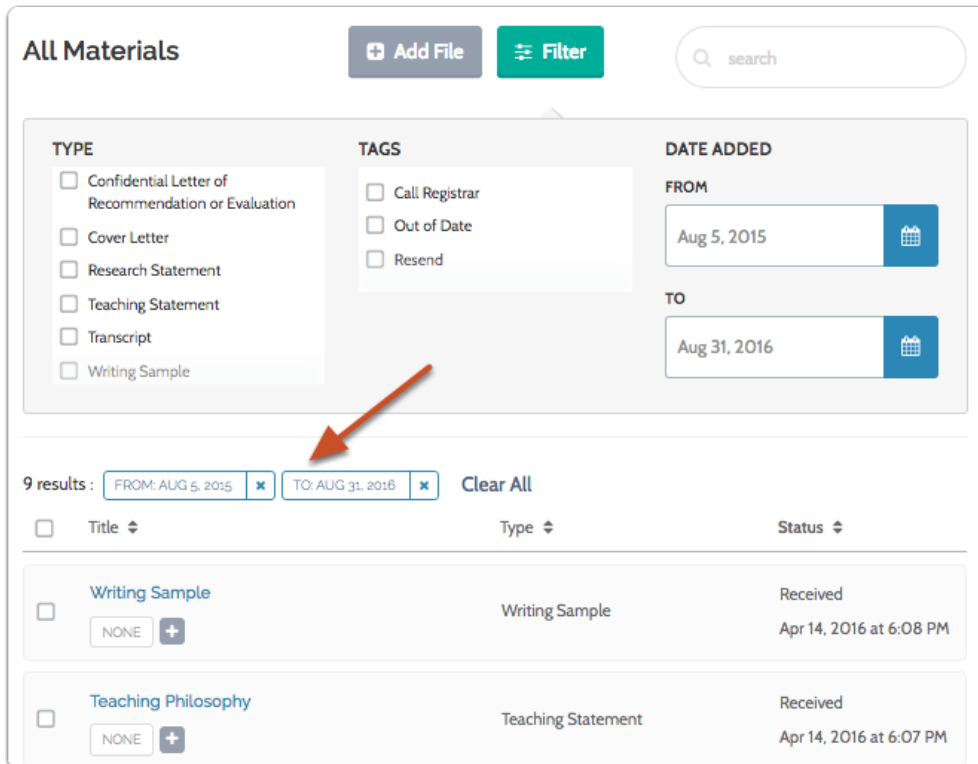 All Materials
Add File
Filter
search
TYPE
Confidential Letter of
Recommendation or Evaluation
Cover Letter
Research Statement
Teaching Statement
Transcript
Writing Sample
TAGS
Call Registrar
Out of Date
Resend
DATE ADDED
FROM
Aug 5, 2015
TO
Aug 31, 2016
9 results : FROM: AUG 5, 2015 TO: AUG 31, 2016 Clear All
Title Type Status
Writing Sample
NONE
Writing Sample
Received
Apr 14, 2016 at 6:08 PM
Teaching Philosophy
NONE
Teaching Statement
Received
Apr 14, 2016 at 6:07 PM